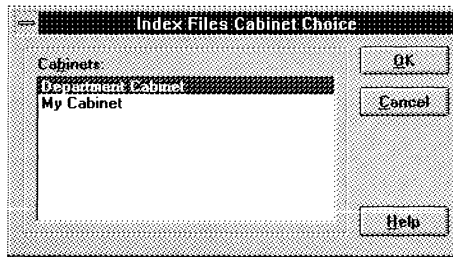 Index Files Cabinet Choice
Cabinets:
Department Cabinet
My Cabinet
OK
Cancel
Help